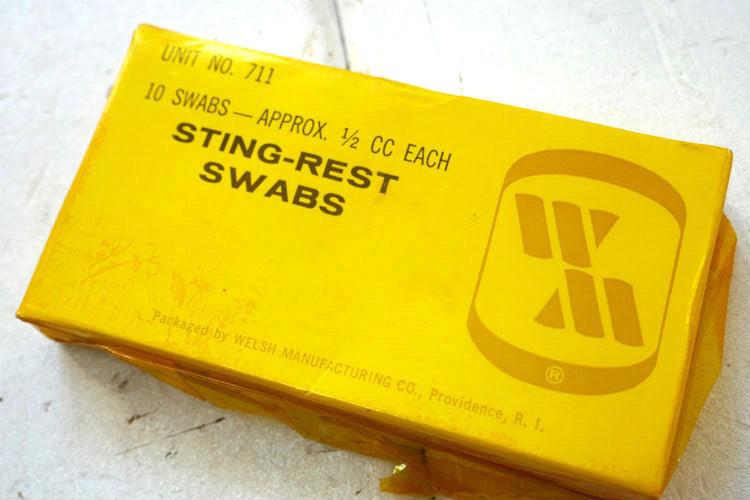 UNIT NO. 711
10 SWABS — APPROX. ½ CC EACH
STING-REST
SWABS
WM
®
Packaged by WELSH MANUFACTURING CO., Providence, R. I.